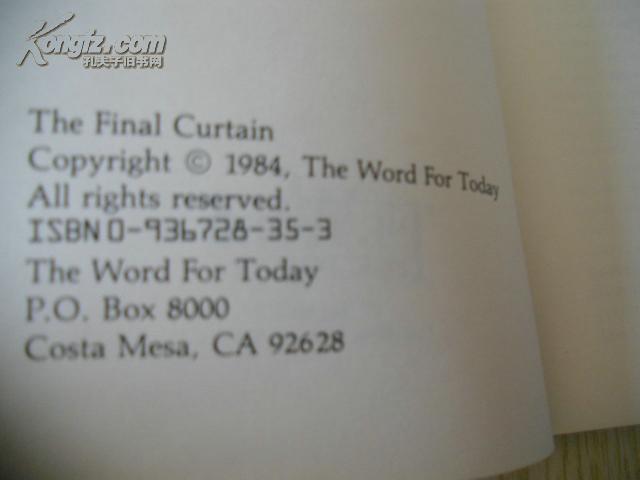 Kongfz.com
孔夫子旧书网
The Final Curtain
Copyright © 1984, The Word For Today
All rights reserved.
ISBN 0-936728-35-3
The Word For Today
P.O. Box 8000
Costa Mesa, CA 92628